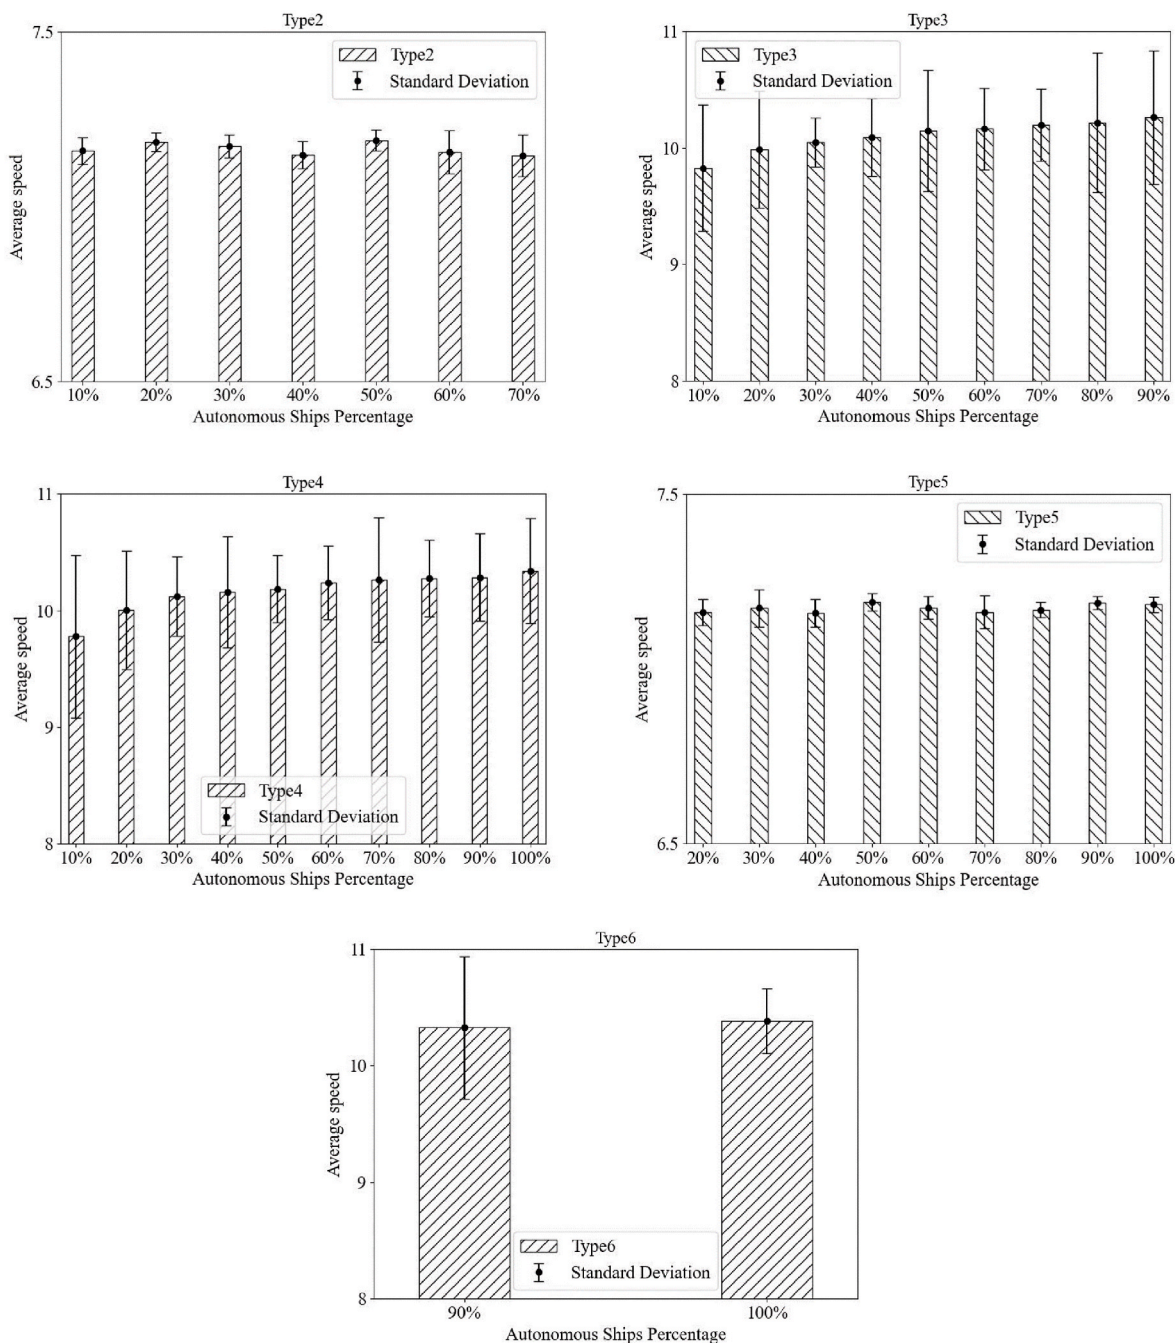 Type2
7.5
Type2
Standard Deviation
Average speed
6.5
10% 20% 30% 40% 50% 60% 70%
Autonomous Ships Percentage
Type3
11
Type3
Standard Deviation
10
Average speed
9
8
10% 20% 30% 40% 50% 60% 70% 80% 90%
Autonomous Ships Percentage
Type4
11
10
Average speed
9
Type4
Standard Deviation
8
10% 20% 30% 40% 50% 60% 70% 80% 90% 100%
Autonomous Ships Percentage
Type5
7.5
Type5
Standard Deviation
Average speed
6.5
20% 30% 40% 50% 60% 70% 80% 90% 100%
Autonomous Ships Percentage
Type6
11
10
Average speed
9
Type6
Standard Deviation
8
90% 100%
Autonomous Ships Percentage